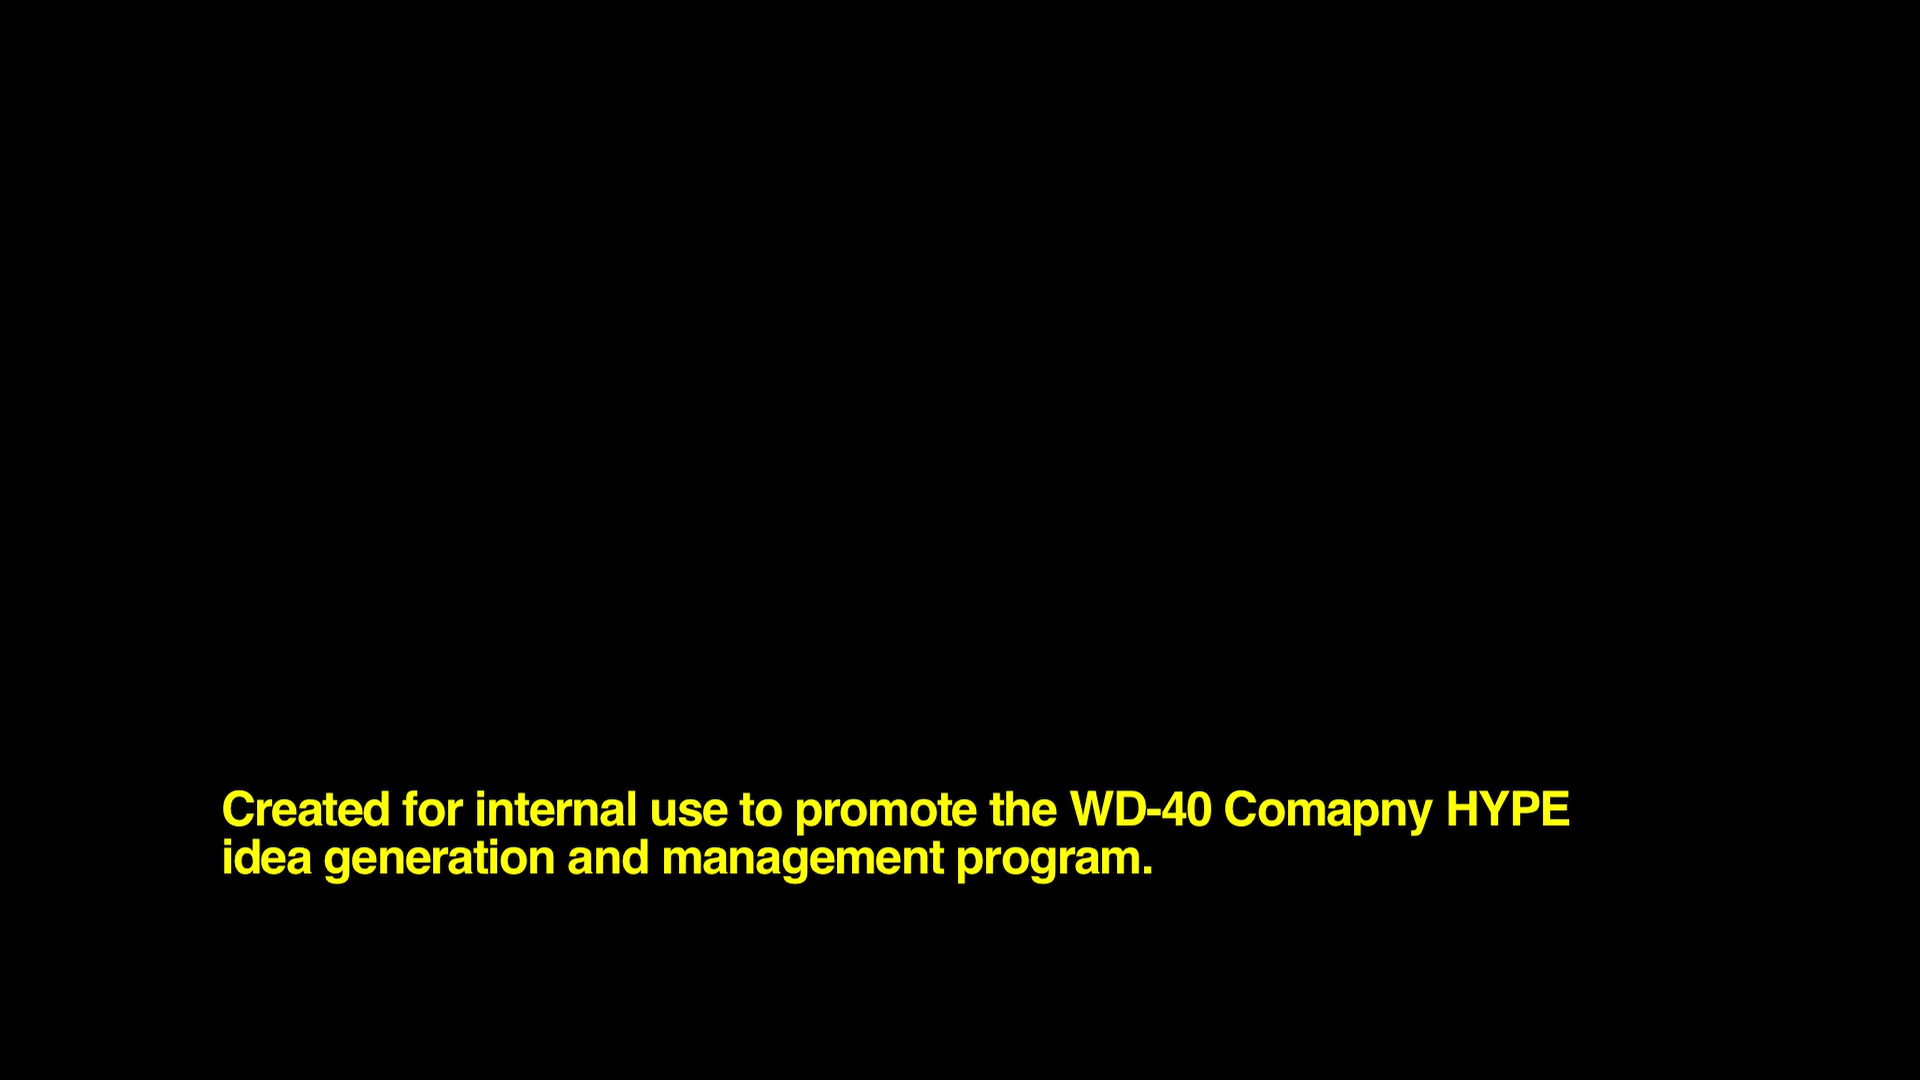 Created for internal use to promote the WD-40 Comapny HYPE
idea generation and management program.